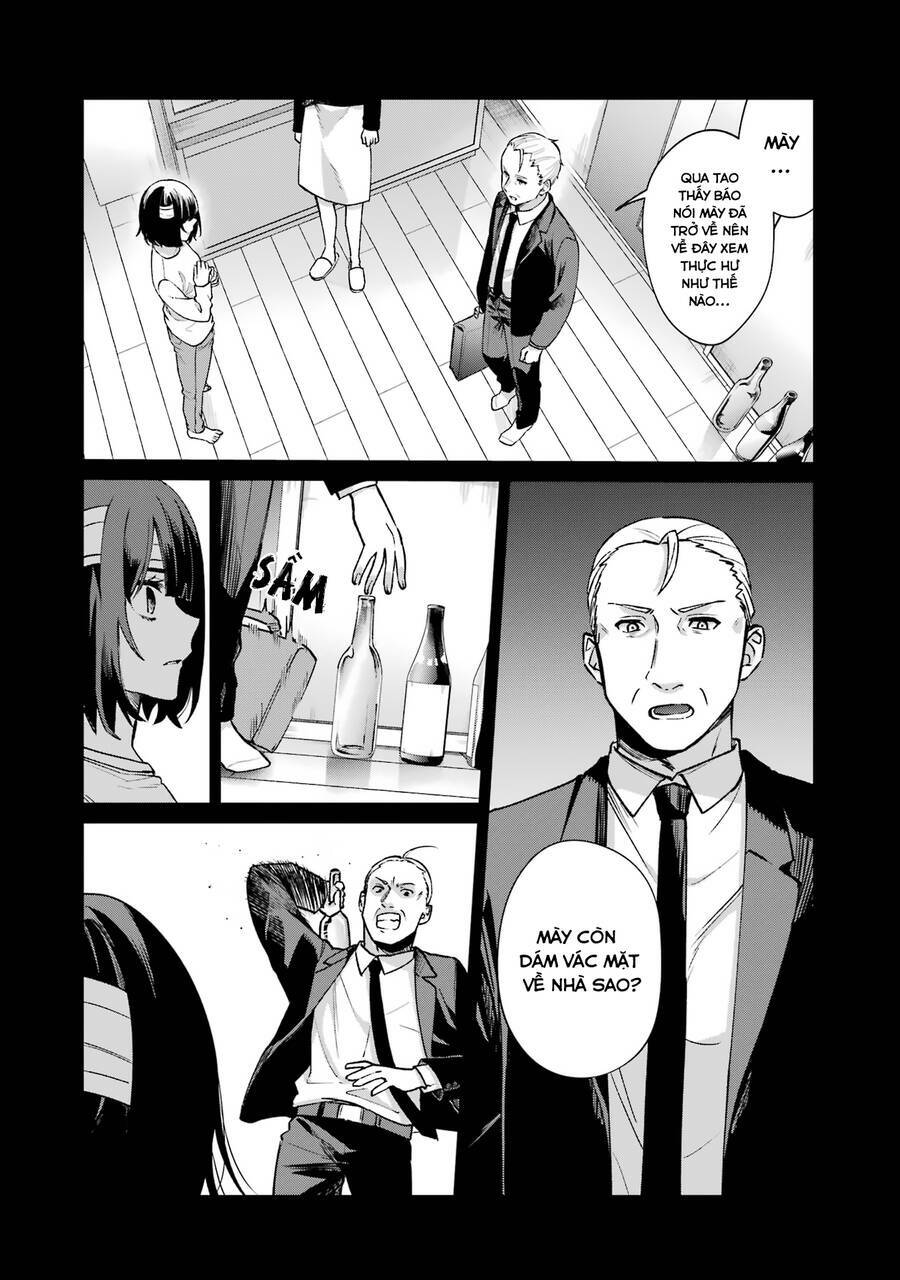 MÀY
...
QUA TAO
THẤY BÁO
NÓI MÀY ĐÃ
TRỞ VỀ NÊN
VỀ ĐÂY XEM
THỰC HƯ
NHƯ THẾ
NÀO...
MÀY CÒN
DÁM VÁC MẶT
VỀ NHÀ SAO?
SẦM